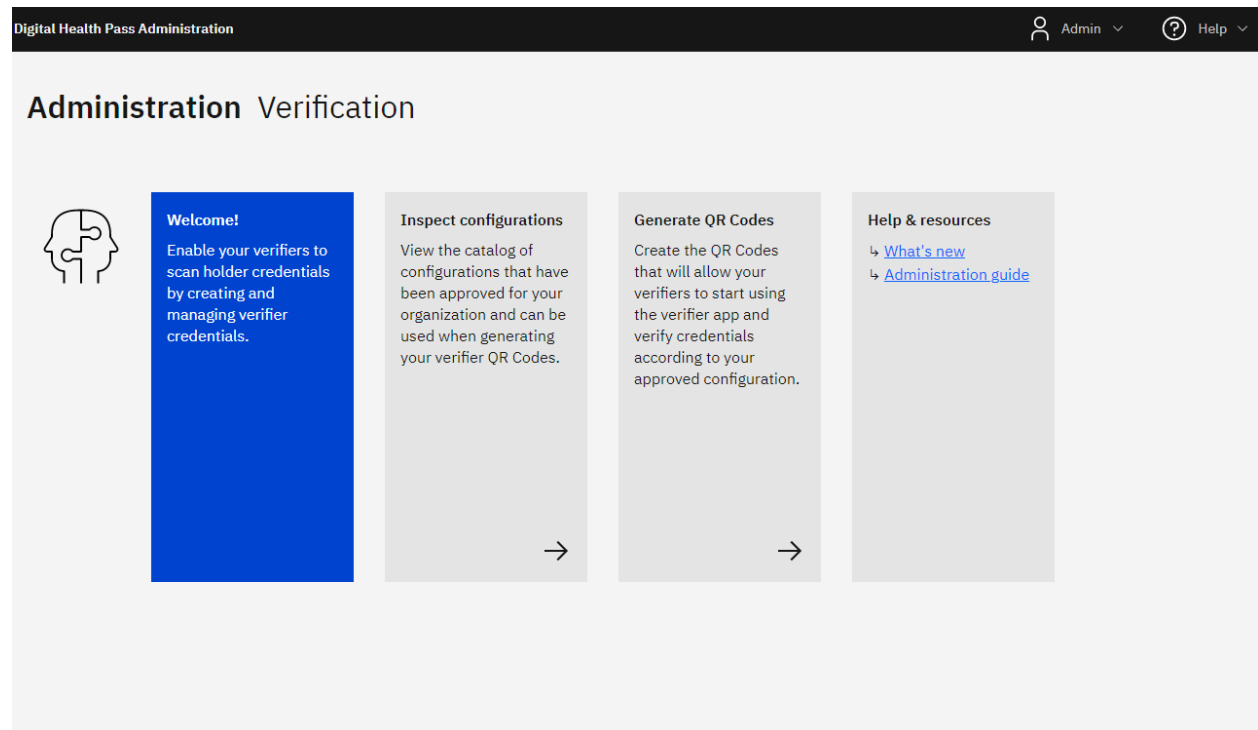 Digital Health Pass Administration
Admin
Help
Administration Verification
Welcome!
Enable your verifiers to
scan holder credentials
by creating and
managing verifier
credentials.
Inspect configurations
View the catalog of
configurations that have
been approved for your
organization and can be
used when generating
your verifier QR Codes.
Generate QR Codes
Create the QR Codes
that will allow your
verifiers to start using
the verifier app and
verify credentials
according to your
approved configuration.
Help & resources
↳ What's new
↳ Administration guide